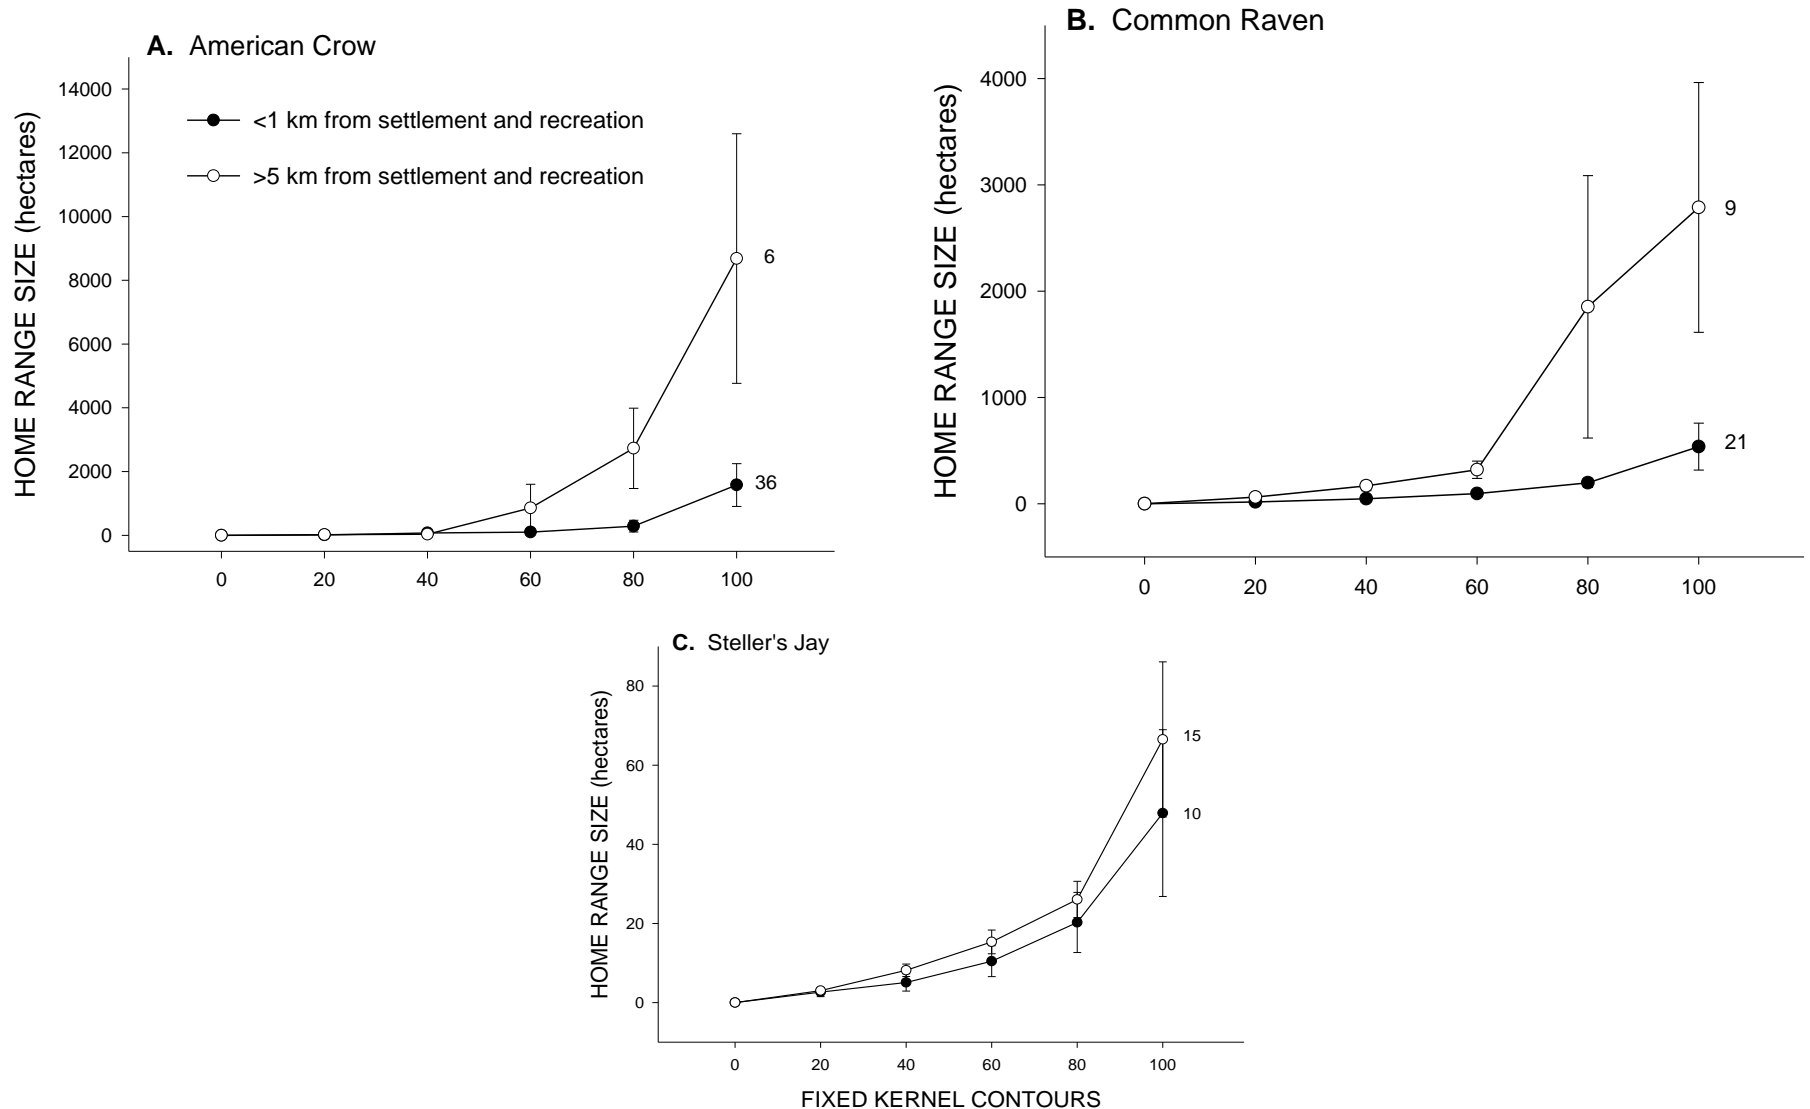 A. American Crow
HOME RANGE SIZE (hectares)
14000
12000
10000
8000
6000
4000
2000
0
<1 km from settlement and recreation
>5 km from settlement and recreation
6
36
0 20 40 60 80 100
B. Common Raven
HOME RANGE SIZE (hectares)
4000
3000
2000
1000
0
9
21
0 20 40 60 80 100
C. Steller's Jay
HOME RANGE SIZE (hectares)
80
60
40
20
0
15
10
0 20 40 60 80 100
FIXED KERNEL CONTOURS